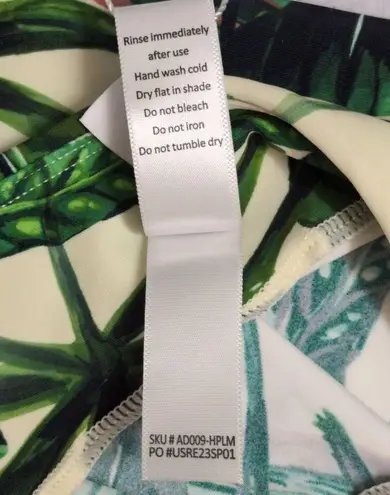 Rinse immediately
after use
Hand wash cold
Dry flat in shade
Do not bleach
Do not iron
Do not tumble dry
SKU # AD009-HPLM
PO #USRE23SP01